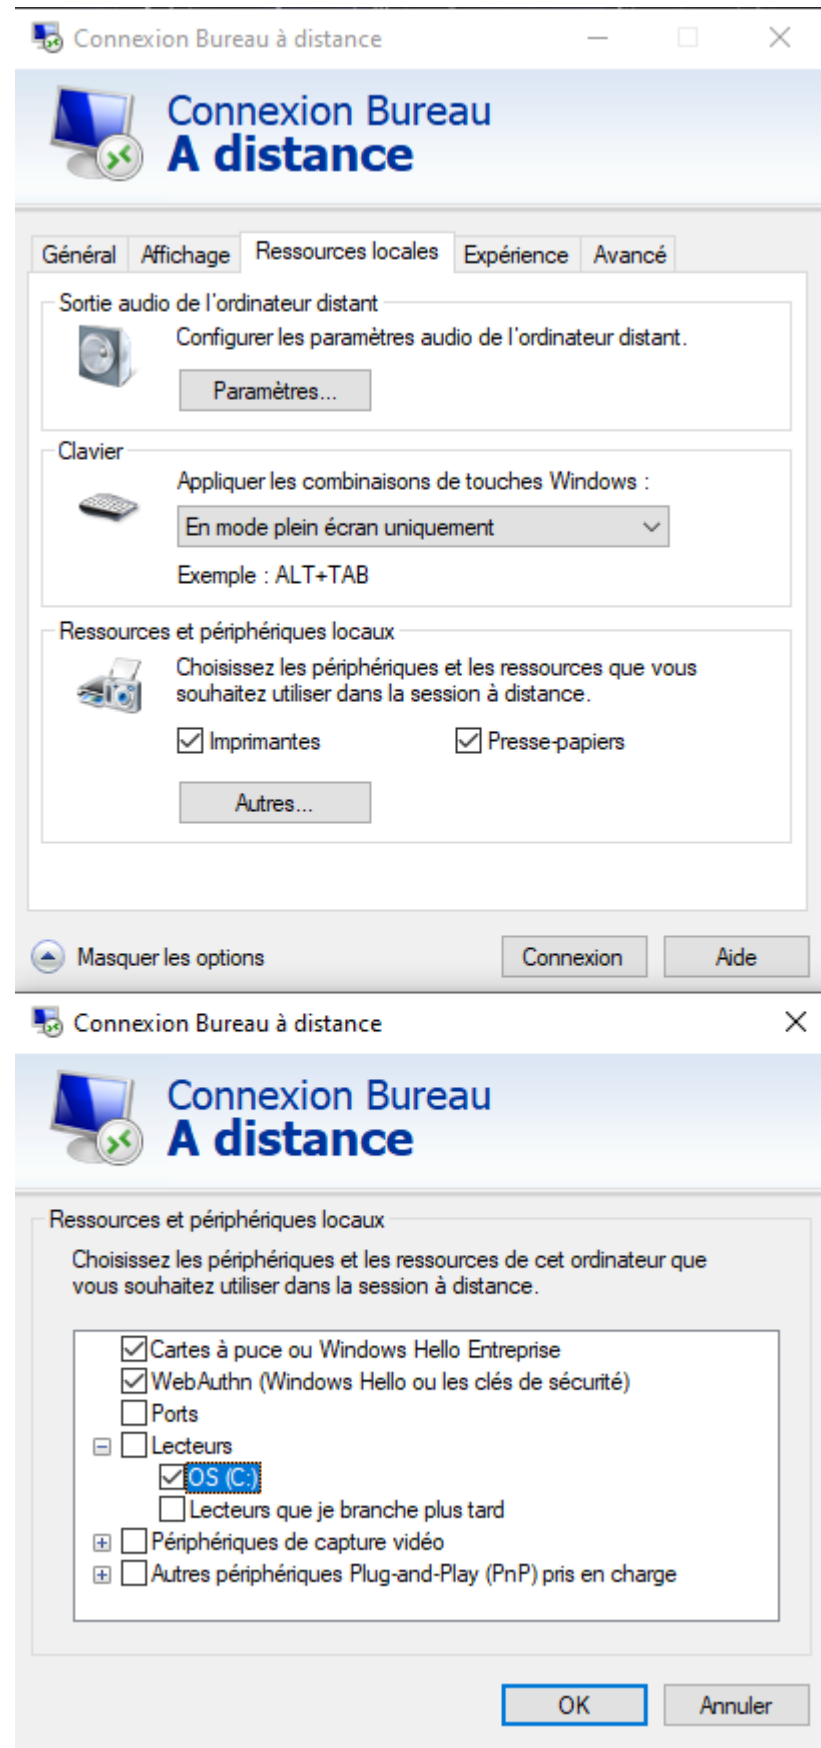 Connexion Bureau à distance
Connexion Bureau
A distance
Général Affichage Ressources locales Expérience Avancé
Sortie audio de l'ordinateur distant
Configurer les paramètres audio de l'ordinateur distant.
Paramètres...
Clavier
Appliquer les combinaisons de touches Windows :
En mode plein écran uniquement
Exemple : ALT+TAB
Ressources et périphériques locaux
Choisissez les périphériques et les ressources que vous
souhaitez utiliser dans la session à distance.
Imprimantes Presse-papiers
Autres...
Masquer les options Connexion Aide
Connexion Bureau à distance
Connexion Bureau
A distance
Ressources et périphériques locaux
Choisissez les périphériques et les ressources de cet ordinateur que
vous souhaitez utiliser dans la session à distance.
Cartes à puce ou Windows Hello Entreprise
WebAuthn (Windows Hello ou les clés de sécurité)
Ports
Lecteurs
OS (C:)
Lecteurs que je branche plus tard
Périphériques de capture vidéo
Autres périphériques Plug-and-Play (PnP) pris en charge
OK Annuler